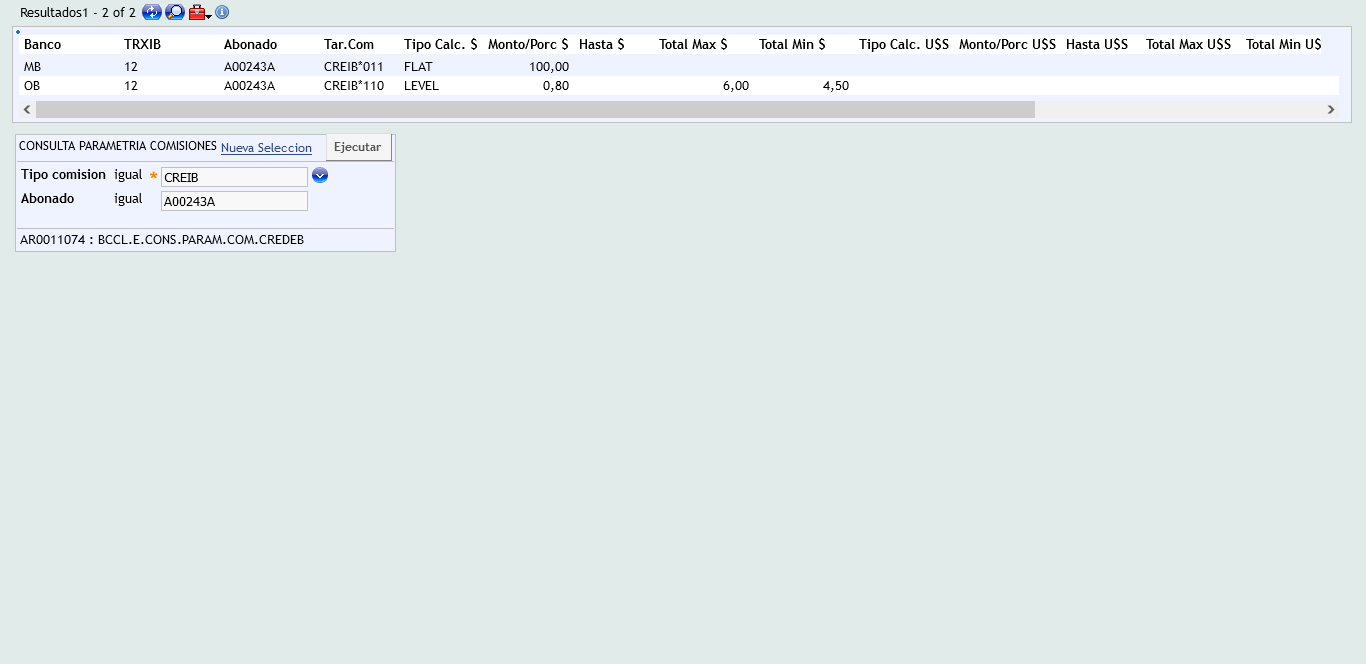 Resultados1 - 2 of 2
Banco TRXIB Abonado Tar.Com Tipo Calc. $ Monto/Porc $ Hasta $ Total Max $ Total Min $ Tipo Calc. U$S Monto/Porc U$S Hasta U$S Total Max U$S Total Min U$
MB 12 A00243A CREIB*011 FLAT 100,00
OB 12 A00243A CREIB*110 LEVEL 0,80 6,00 4,50
CONSULTA PARAMETRIA COMISIONES Nueva Seleccion Ejecutar
Tipo comision igual * CREIB
Abonado igual A00243A
AR0011074 : BCCL.E.CONS.PARAM.COM.CREDEB